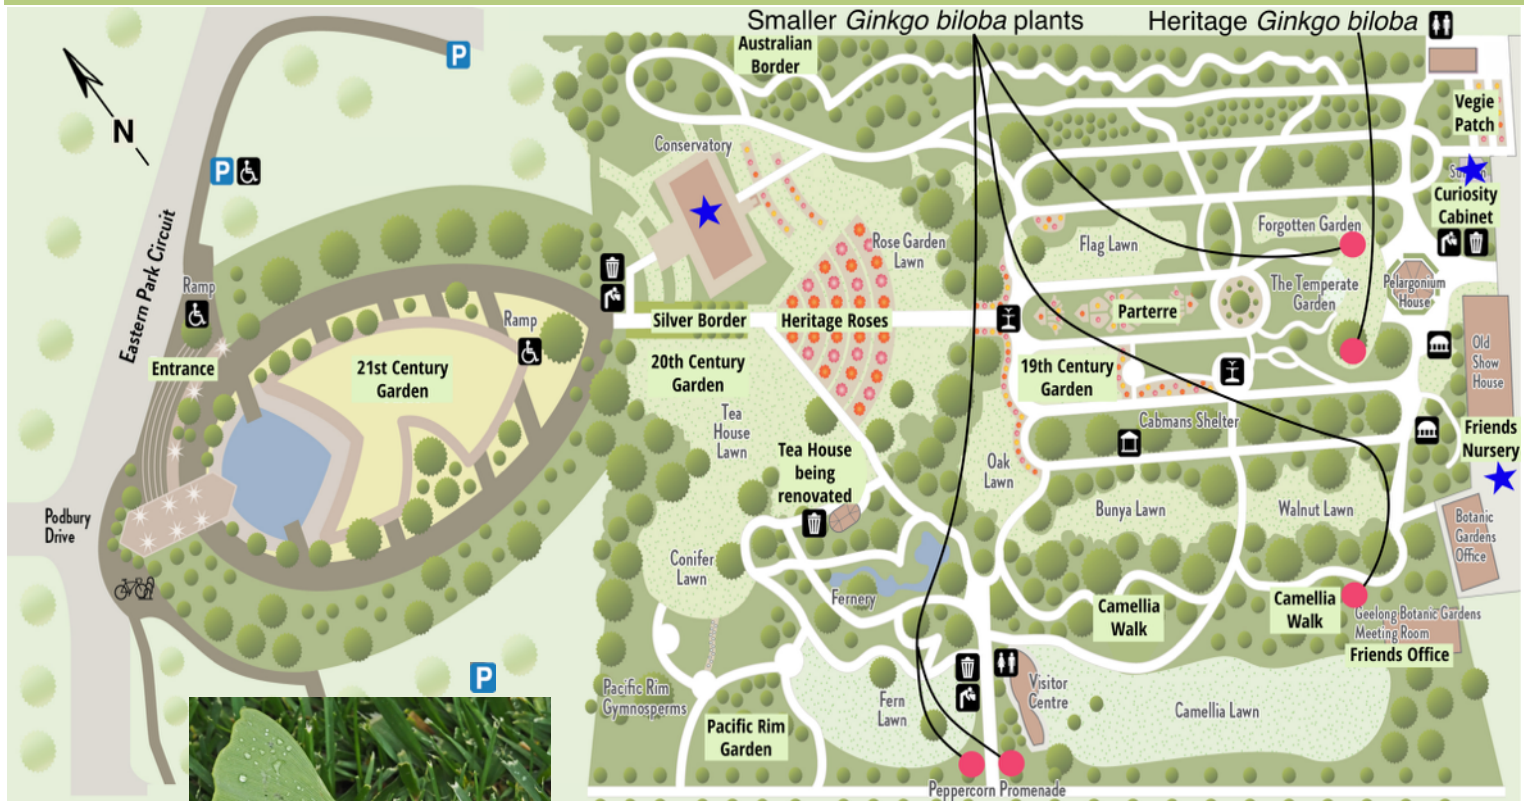 Smaller Ginkgo biloba plants
Heritage Ginkgo biloba
Australian
Border
P
N
P
Eastern Park Circuit
Conservatory
Vegie
Patch
Curiosity
Cabinet
Forgotten Garden
Flag Lawn
Rose Garden
Lawn
The Temperate
Garden
Pelargonium
House
Ramp
Ramp
Entrance
21st Century
Garden
Silver Border
Heritage Roses
Parterre
20th Century
Garden
19th Century
Garden
Old
Show
House
Tea
House
Lawn
Cabmans Shelter
Friends
Nursery
Tea House
being
renovated
Oak
Lawn
Bunya Lawn
Walnut Lawn
Botanic
Gardens
Office
Podbury
Drive
Conifer
Lawn
Fernery
Camellia
Walk
Camellia
Walk
Geelong Botanic Gardens
Meeting Room
Friends Office
P
Pacific Rim
Gymnosperms
Pacific Rim
Garden
Fern
Lawn
Visitor
Centre
Camellia Lawn
Peppercorn Promenade